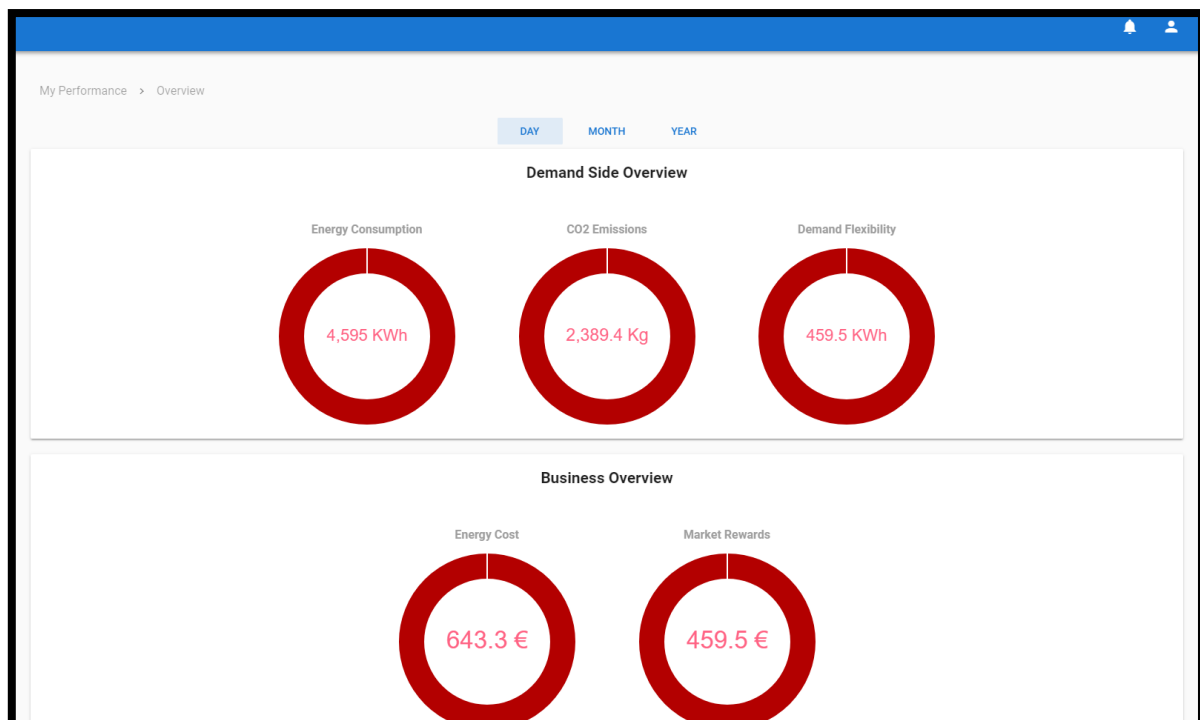 My Performance > Overview
DAY MONTH YEAR
Demand Side Overview
Energy Consumption CO2 Emissions Demand Flexibility
4,595 KWh 2,389.4 Kg 459.5 KWh
Business Overview
Energy Cost Market Rewards
643.3 € 459.5 €